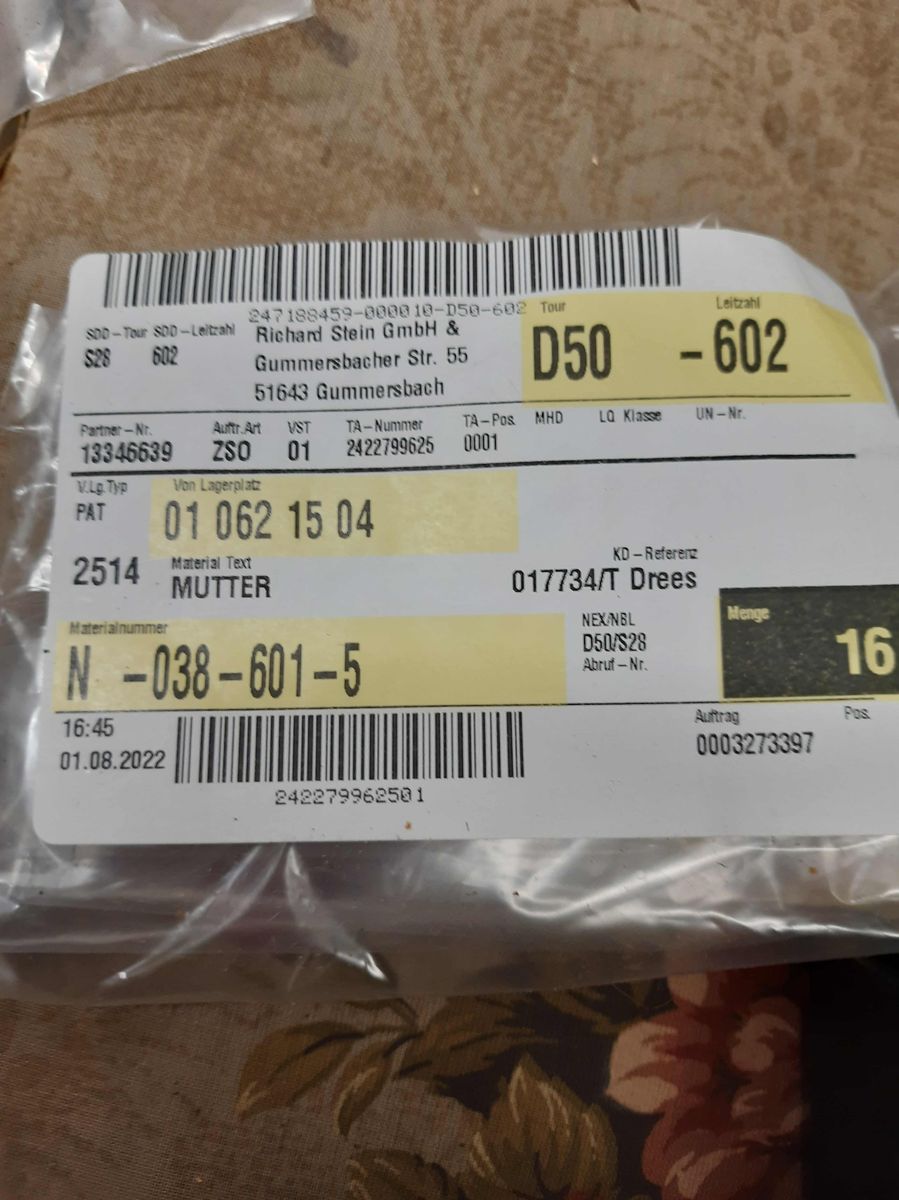 247188459-000010-D50-602
SDD-Tour SDD-Leitzahl
S28 602
Richard Stein GmbH &
Gummersbacher Str. 55
51643 Gummersbach
Tour Leitzahl
D50 -602
Partner-Nr. Auftr.Art VST TA-Nummer TA-Pos. MHD LQ Klasse UN-Nr.
13346639 ZSO 01 2422799625 0001
V.Lg.Typ Von Lagerplatz
PAT 01 062 15 04
2514 Material Text
MUTTER
KD-Referenz
017734/T Drees
Materialnummer
N -038-601-5
NEX/NBL
D50/S28
Abruf-Nr.
Menge
16
16:45
01.08.2022
242279962501
Auftrag Pos.
0003273397